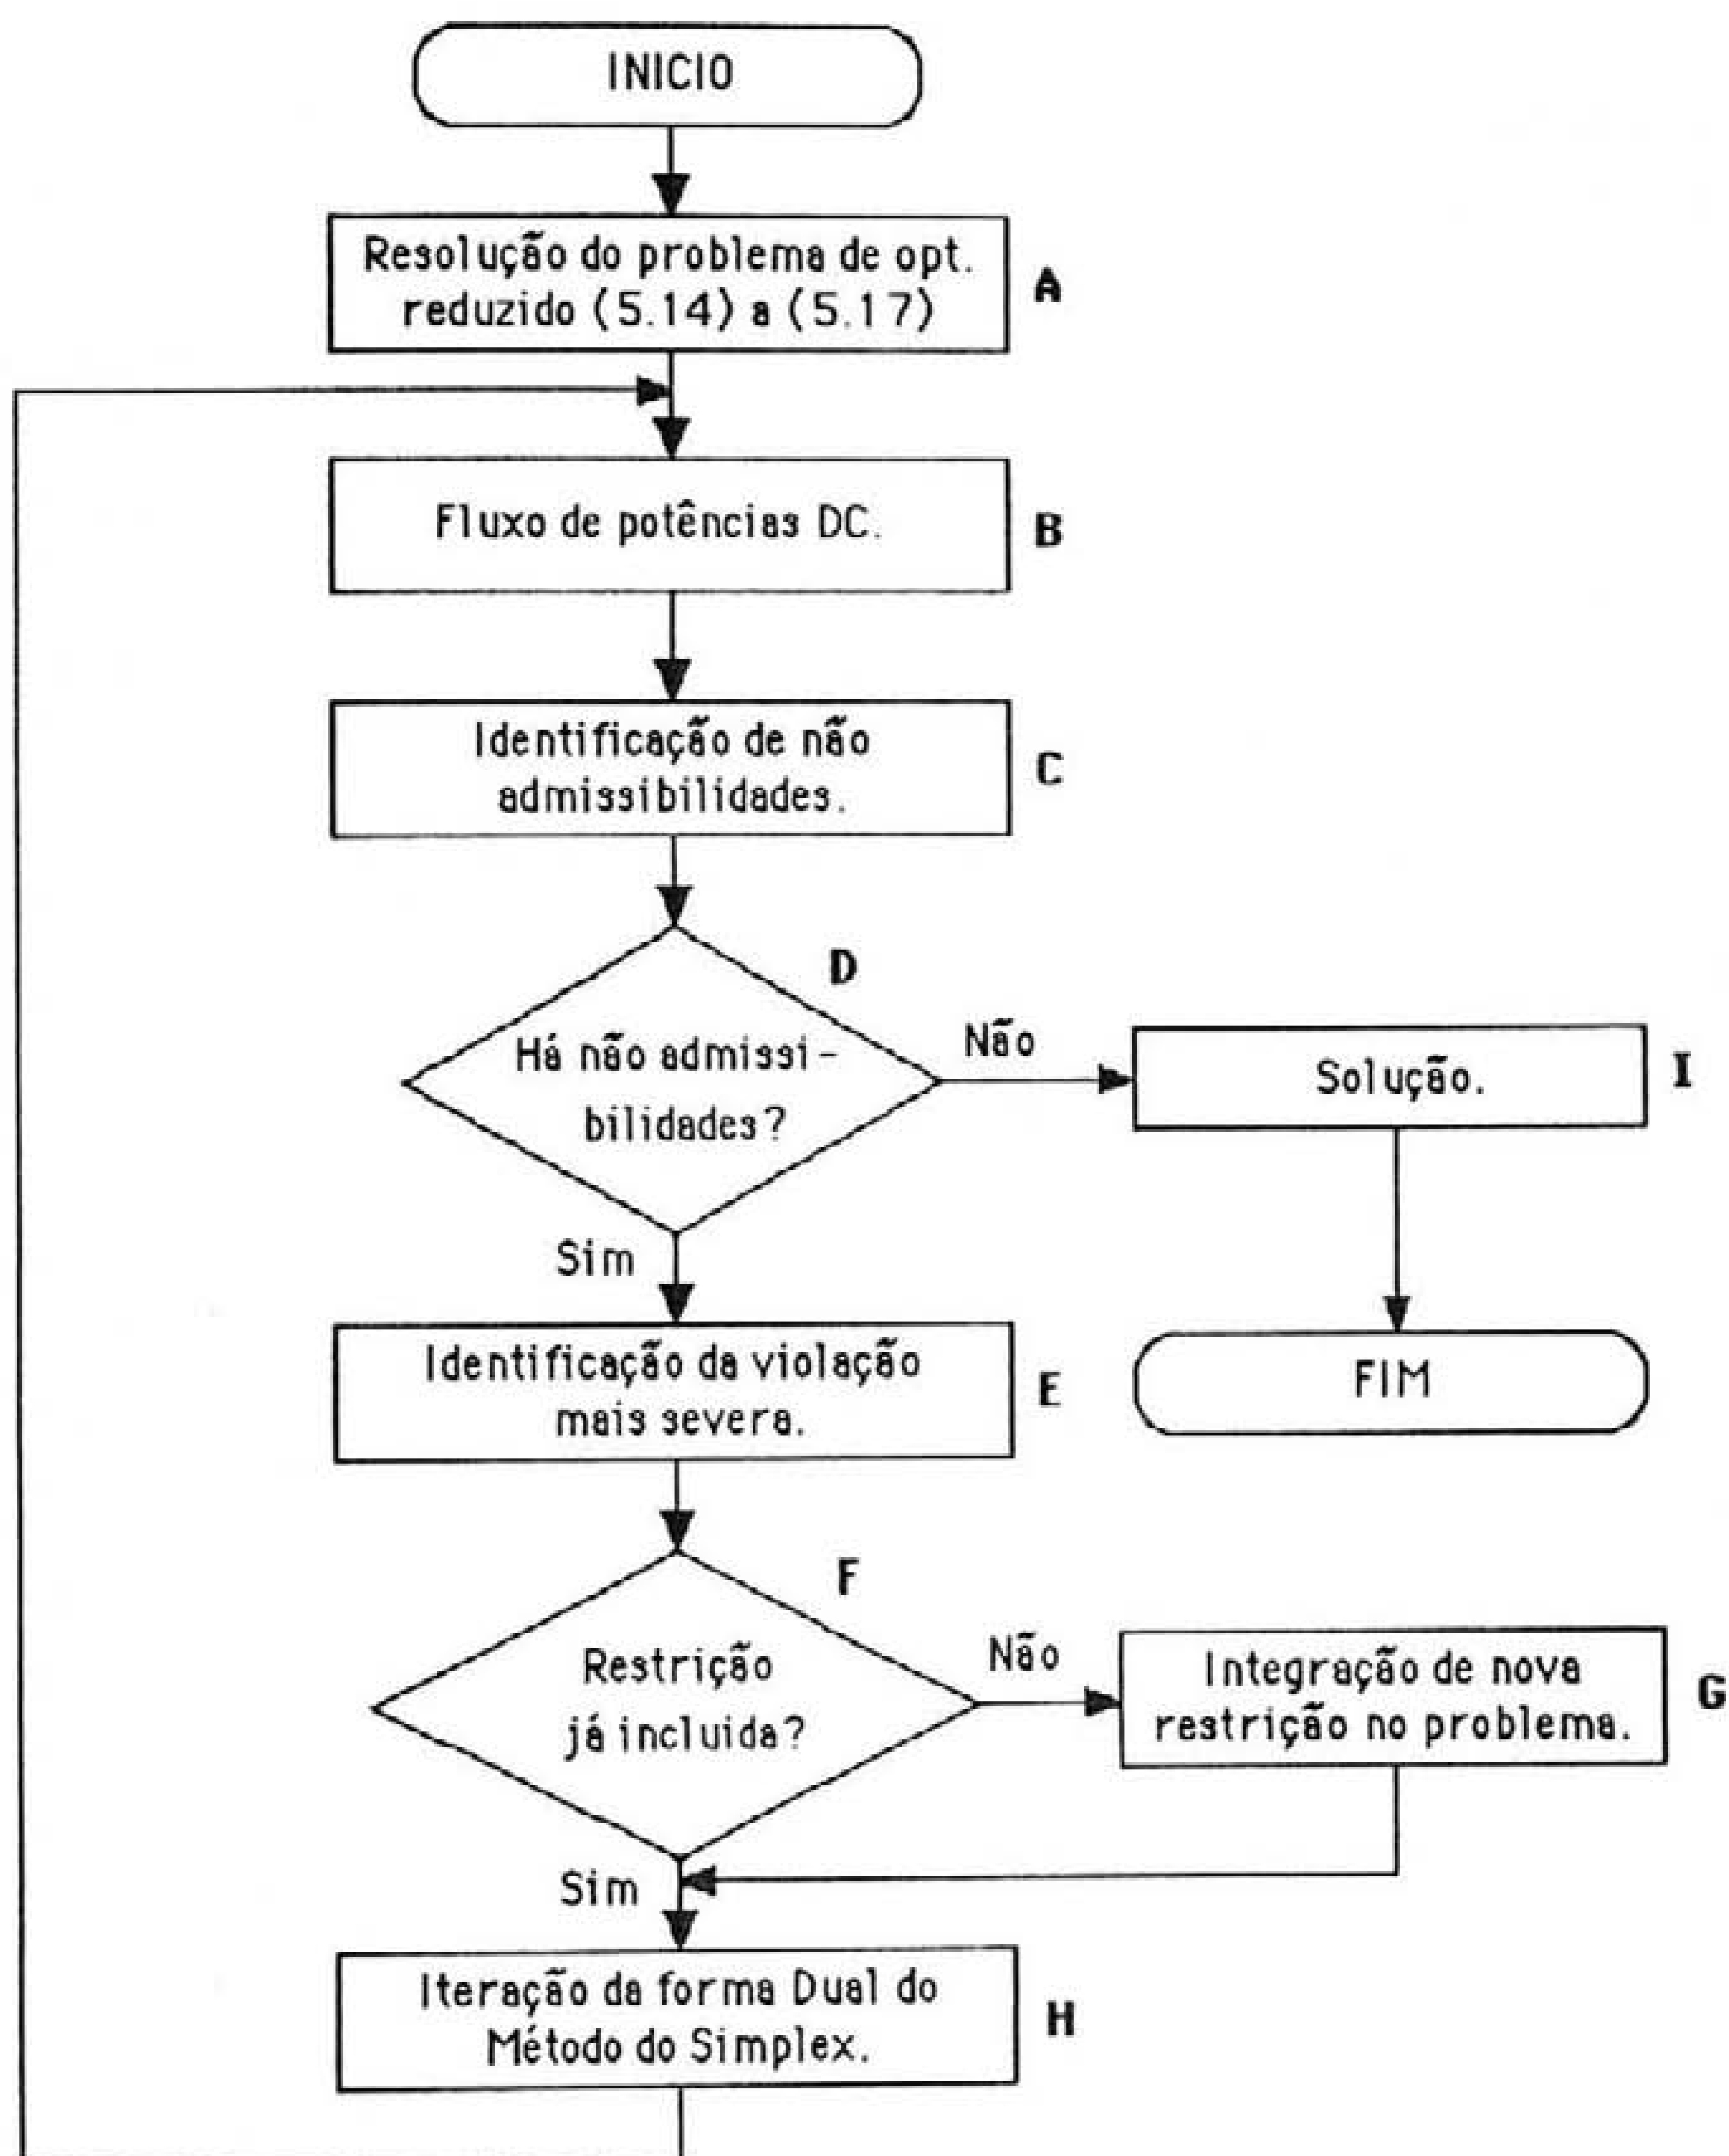 INICIO
Resolução do problema de opt.
reduzido (5.14) a (5.17)
A
Fluxo de potências DC.
B
Identificação de não
admissibilidades.
C
D
Há não admissi-
bilidades?
Não
Solução.
I
Sim
FIM
Identificação da violação
mais severa.
E
F
Restrição
já incluida?
Não
Integração de nova
restrição no problema.
G
Sim
Iteração da forma Dual do
Método do Simplex.
H